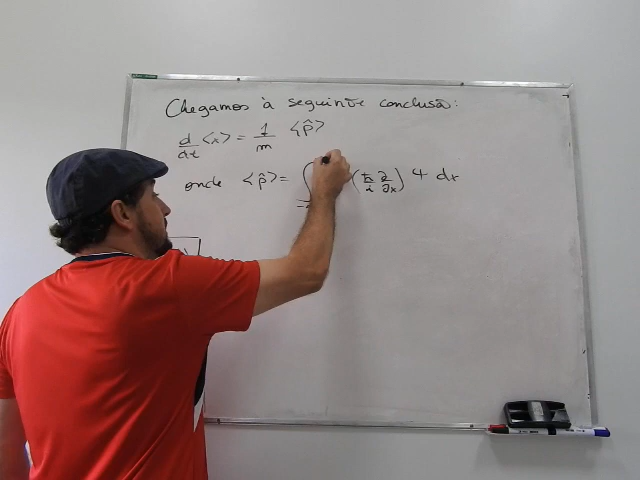 Chegamos à seguinte conclusão:
d/dt <x> = 1/m <p̂>
onde <p̂> = ∫ (ħ/i ∂/∂x) Ψ dx